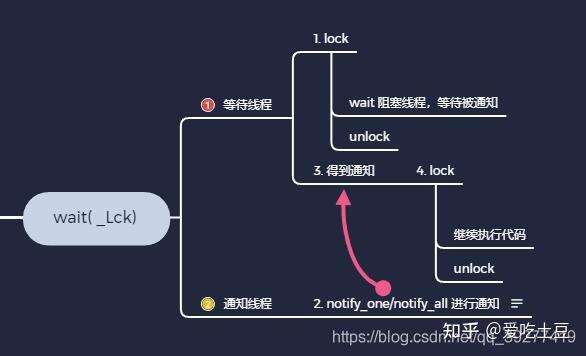 1. lock
wait 阻塞线程，等待被通知
① 等待线程
unlock
3. 得到通知
4. lock
wait( _Lck)
继续执行代码
unlock
② 通知线程
2. notify_one/notify_all 进行通知
知乎 @爱吃土豆
https://blog.csdn.net/qq_39277419